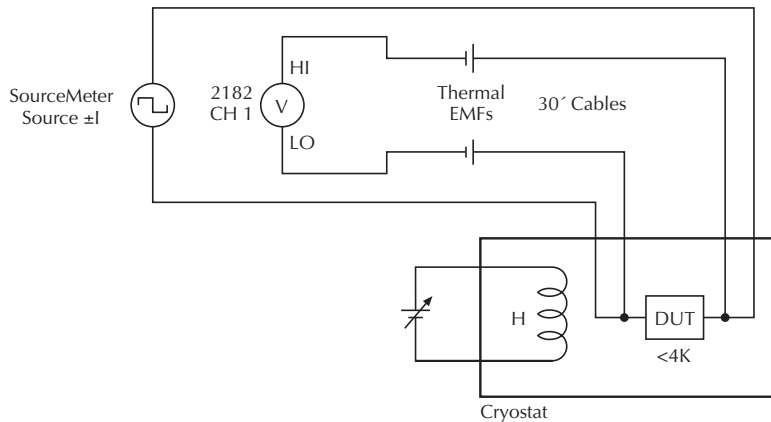 SourceMeter
Source ±I
2182
CH 1
HI
V
LO
Thermal
EMFs
30´ Cables
H
DUT
<4K
Cryostat